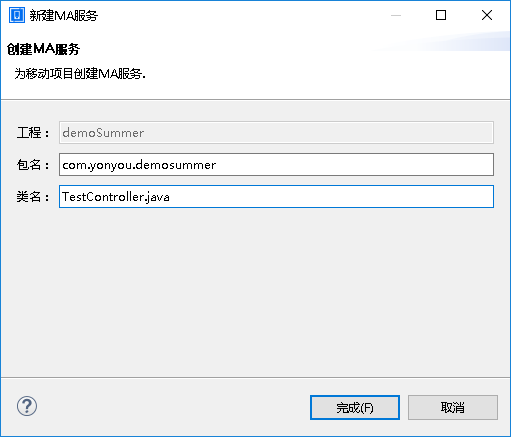 新建MA服务
创建MA服务
为移动项目创建MA服务.
工程： demoSummer
包名： com.yonyou.demosummer
类名： TestController.java
?
完成(F) 取消